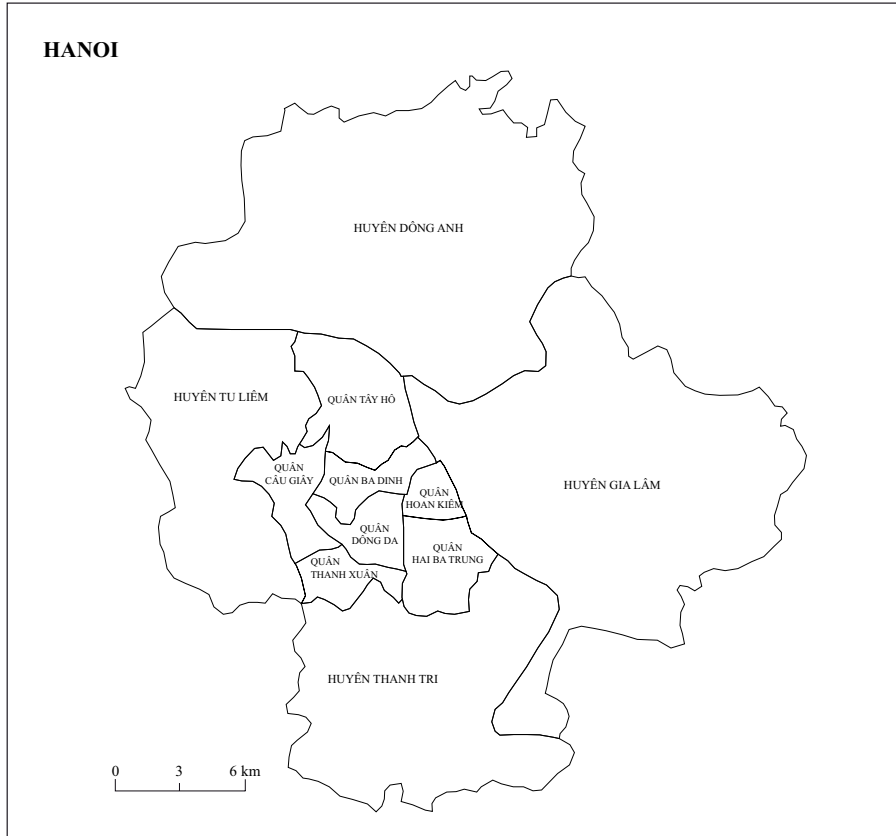 HANOI
HUYÊN DÔNG ANH
HUYÊN TU LIÊM
QUÂN TÂY HÔ
QUÂN
CÂU GIÂY
QUÂN BA DINH
QUÂN
HOAN KIÊM
HUYÊN GIA LÂM
QUÂN
DÔNG DA
QUÂN
HAI BA TRUNG
QUÂN
THANH XUÂN
HUYÊN THANH TRI
0 3 6 km